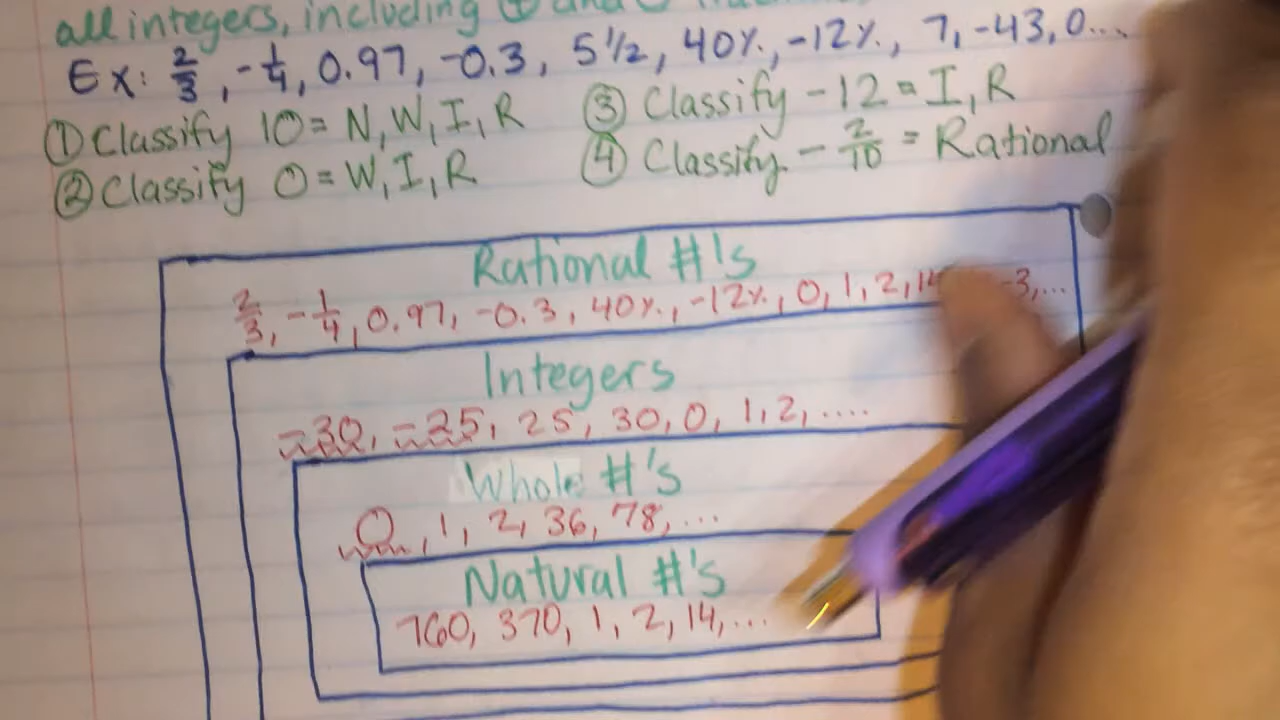 all integers, including + and -
Ex: 2/3, -1/4, 0.97, -0.3, 5 1/2, 40%, -12%, 7, -43, 0...
① Classify 10 = N, W, I, R
② Classify 0 = W, I, R
③ Classify -12 = I, R
④ Classify -2/10 = Rational
Rational #'s
2/3, -1/4, 0.97, -0.3, 40%, -12%, 0, 1, 2, -3,...
Integers
-30, -25, 25, 30, 0, 1, 2, ....
Whole #'s
0, 1, 2, 36, 78, ...
Natural #'s
760, 370, 1, 2, 14, ...